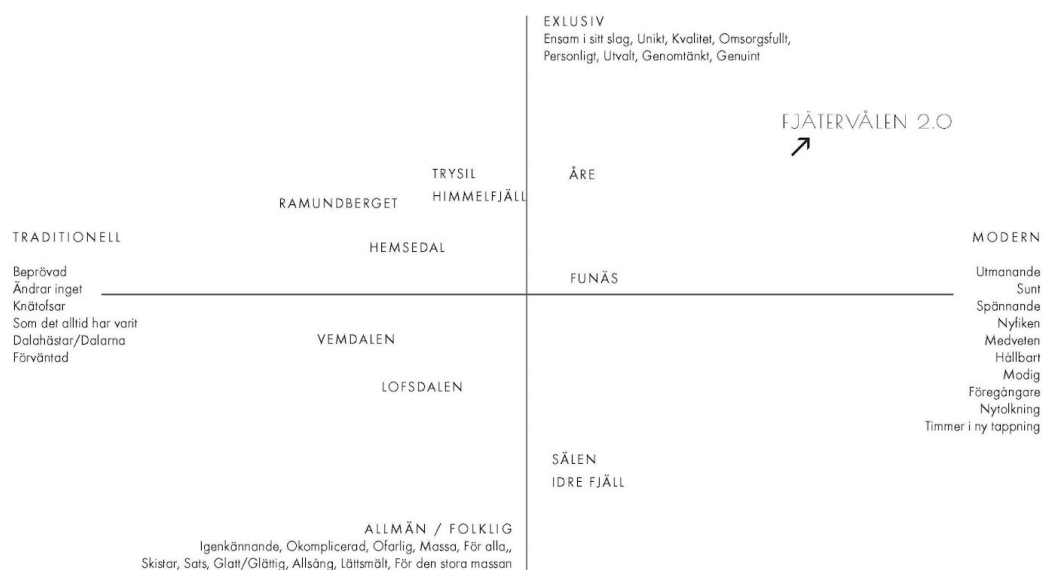 EXLUSIV
Ensam i sitt slag, Unikt, Kvalitet, Omsorgsfullt,
Personligt, Utvalt, Genomtänkt, Genuint
FJÄTERVÅLEN 2.0
TRYSIL
ÅRE
HIMMELFJÄLL
RAMUNDBERGET
TRADITIONELL
MODERN
HEMSEDAL
Beprövad
Ändrar inget
Knätofsar
Som det alltid har varit
Dalahästar/Dalarna
Förväntad
FUNÄS
Utmanande
Sunt
Spännande
Nyfiken
Medveten
Hållbart
Modig
Föregångare
Nytolkning
Timmer i ny tappning
VEMDALEN
LOFSDALEN
SÄLEN
IDRE FJÄLL
ALLMÄN / FOLKLIG
Igenkännande, Okomplicerad, Ofarlig, Massa, För alla,,
Skistar, Sats, Glatt/Glättig, Allsång, Lättsmält, För den stora massan